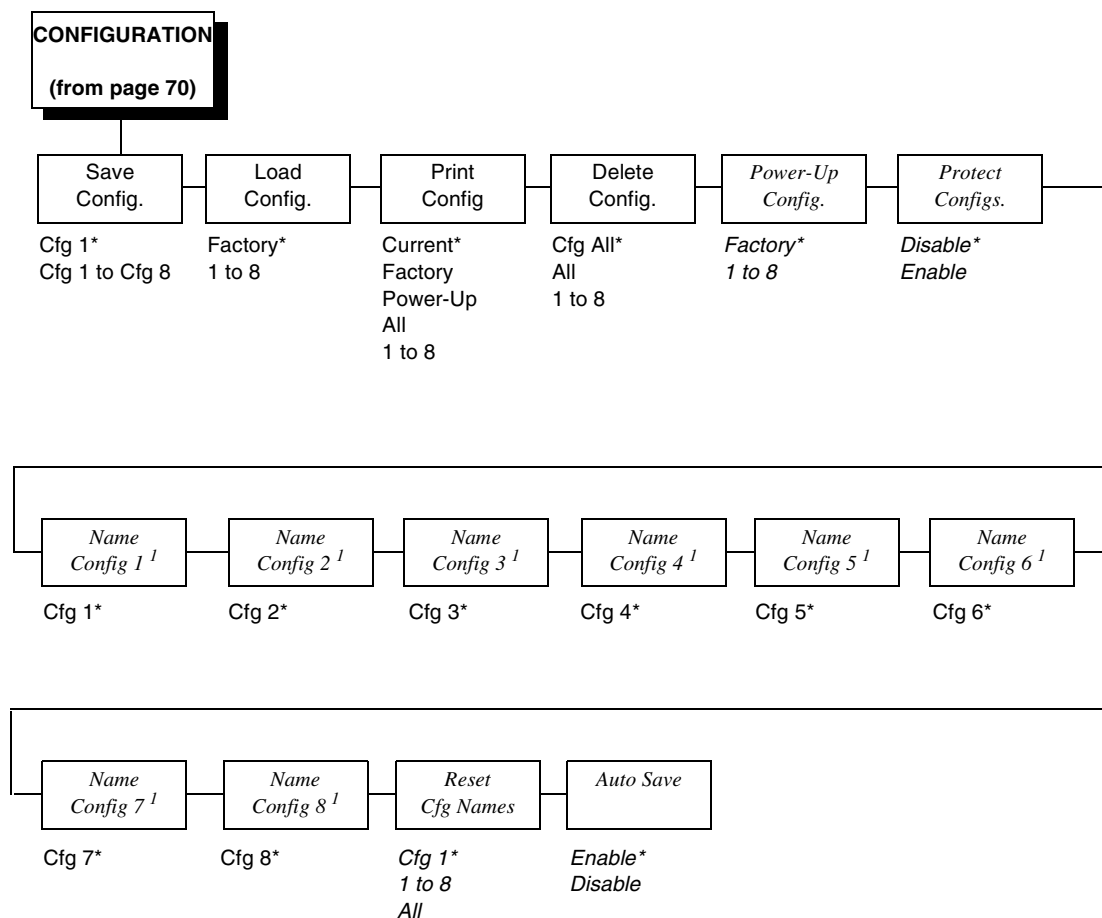 CONFIGURATION
(from page 70)
Save
Config.
Load
Config.
Print
Config
Delete
Config.
Power-Up
Config.
Protect
Configs.
Cfg 1*
Cfg 1 to Cfg 8
Factory*
1 to 8
Current*
Factory
Power-Up
All
1 to 8
Cfg All*
All
1 to 8
Factory*
1 to 8
Disable*
Enable
Name
Config 1 1
Name
Config 2 1
Name
Config 3 1
Name
Config 4 1
Name
Config 5 1
Name
Config 6 1
Cfg 1*
Cfg 2*
Cfg 3*
Cfg 4*
Cfg 5*
Cfg 6*
Name
Config 7 1
Name
Config 8 1
Reset
Cfg Names
Auto Save
Cfg 7*
Cfg 8*
Cfg 1*
1 to 8
All
Enable*
Disable